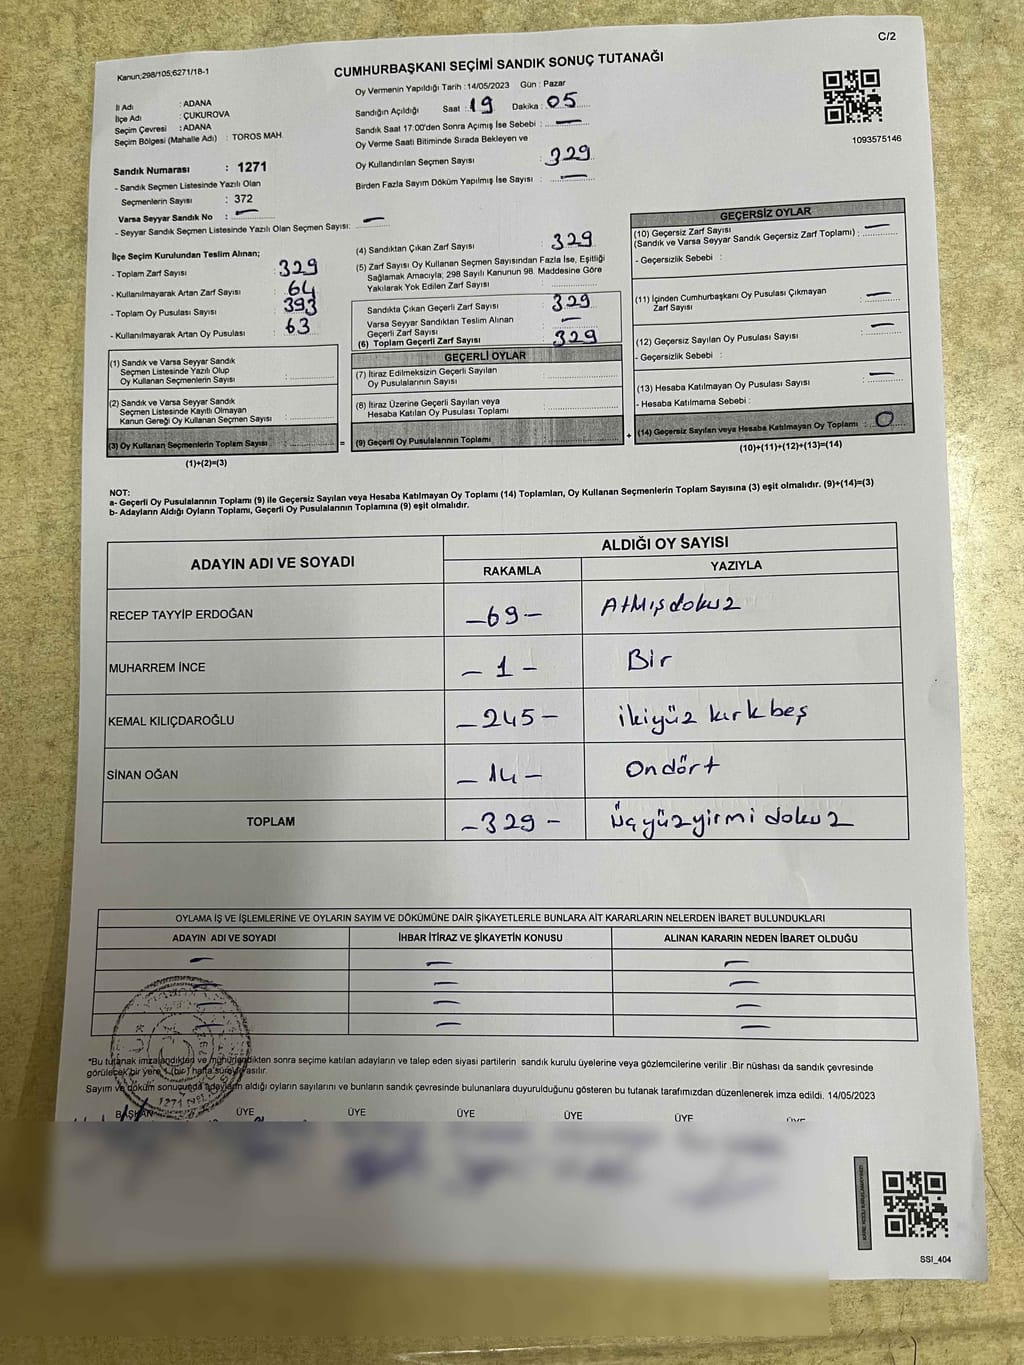 C/2
Kanun;298/105,6271/18-1
CUMHURBAŞKANI SEÇİMİ SANDIK SONUÇ TUTANAĞI
İl Adı : ADANA
İlçe Adı : ÇUKUROVA
Seçim Çevresi : ADANA
Seçim Bölgesi (Mahalle Adı) : TOROS MAH.
Sandık Numarası : 1271
- Sandık Seçmen Listesinde Yazılı Olan
Seçmenlerin Sayısı : 372
Varsa Seyyar Sandık No : —
- Seyyar Sandık Seçmen Listesinde Yazılı Olan Seçmen Sayısı: —
Oy Vermenin Yapıldığı Tarih : 14/05/2023 Gün : Pazar
Sandığın Açıldığı Saat : 19 Dakika : 05
Sandık Saat 17:00'den Sonra Açımış İse Sebebi : —
Oy Verme Saati Bitiminde Sırada Bekleyen ve
Oy Kullandırılan Seçmen Sayısı : 329
Birden Fazla Sayım Döküm Yapılmış İse Sayısı : —
1093575146
İlçe Seçim Kurulundan Teslim Alınan;
- Toplam Zarf Sayısı : 329
- Kullanılmayarak Artan Zarf Sayısı : 64
- Toplam Oy Pusulası Sayısı : 393
- Kullanılmayarak Artan Oy Pusulası : 63
(1) Sandık ve Varsa Seyyar Sandık
Seçmen Listesinde Yazılı Olup
Oy Kullanan Seçmenlerin Sayısı :
(2) Sandık ve Varsa Seyyar Sandık
Seçmen Listesinde Kayıtlı Olmayan
Kanun Gereği Oy Kullanan Seçmen Sayısı :
(3) Oy Kullanan Seçmenlerin Toplam Sayısı : =
(1)+(2)=(3)
(4) Sandıktan Çıkan Zarf Sayısı : 329
(5) Zarf Sayısı Oy Kullanan Seçmen Sayısından Fazla İse, Eşitliği
Sağlamak Amacıyla; 298 Sayılı Kanunun 98. Maddesine Göre
Yakılarak Yok Edilen Zarf Sayısı :
Sandıkta Çıkan Geçerli Zarf Sayısı : 329
Varsa Seyyar Sandıktan Teslim Alınan
Geçerli Zarf Sayısı : —
(6) Toplam Geçerli Zarf Sayısı : 329
GEÇERLİ OYLAR
(7) İtiraz Edilmeksizin Geçerli Sayılan
Oy Pusulalarının Sayısı :
(8) İtiraz Üzerine Geçerli Sayılan veya
Hesaba Katılan Oy Pusulası Toplamı :
(9) Geçerli Oy Pusulalarının Toplamı : +
GEÇERSİZ OYLAR
(10) Geçersiz Zarf Sayısı
(Sandık ve Varsa Seyyar Sandık Geçersiz Zarf Toplamı) : —
- Geçersizlik Sebebi :
(11) İçinden Cumhurbaşkanı Oy Pusulası Çıkmayan
Zarf Sayısı : —
(12) Geçersiz Sayılan Oy Pusulası Sayısı : —
- Geçersizlik Sebebi :
(13) Hesaba Katılmayan Oy Pusulası Sayısı : —
- Hesaba Katılmama Sebebi :
(14) Geçersiz Sayılan veya Hesaba Katılmayan Oy Toplamı : 0
(10)+(11)+(12)+(13)=(14)
NOT:
a- Geçerli Oy Pusulalarının Toplamı (9) ile Geçersiz Sayılan veya Hesaba Katılmayan Oy Toplamı (14) Toplamları, Oy Kullanan Seçmenlerin Toplam Sayısına (3) eşit olmalıdır. (9)+(14)=(3)
b- Adayların Aldığı Oyların Toplamı, Geçerli Oy Pusulalarının Toplamına (9) eşit olmalıdır.
ADAYIN ADI VE SOYADI ALDIĞI OY SAYISI
RAKAMLA YAZIYLA
RECEP TAYYİP ERDOĞAN –69– Atmışdokuz
MUHARREM İNCE – 1 – Bir
KEMAL KILIÇDAROĞLU –245– ikiyüz kırkbeş
SİNAN OĞAN – 14 – Ondört
TOPLAM –329– Üçyüzyirmi dokuz
OYLAMA İŞ VE İŞLEMLERİNE VE OYLARIN SAYIM VE DÖKÜMÜNE DAİR ŞİKAYETLERLE BUNLARA AİT KARARLARIN NELERDEN İBARET BULUNDUKLARI
ADAYIN ADI VE SOYADI İHBAR İTİRAZ VE ŞİKAYETİN KONUSU ALINAN KARARIN NEDEN İBARET OLDUĞU
*Bu tutanak imzalandıktan ve mühürlendikten sonra seçime katılan adayların ve talep eden siyasi partilerin sandık kurulu üyelerine veya gözlemcilerine verilir .Bir nüshası da sandık çevresinde
görülecek bir yere 1 (bir) hafta süreyle asılır.
Sayım ve döküm sonucunda adayların aldığı oyların sayılarını ve bunların sandık çevresinde bulunanlara duyurulduğunu gösteren bu tutanak tarafımızdan düzenlenerek imza edildi. 14/05/2023
BAŞKAN ÜYE ÜYE ÜYE ÜYE ÜYE ÜYE
1271
SSI_404